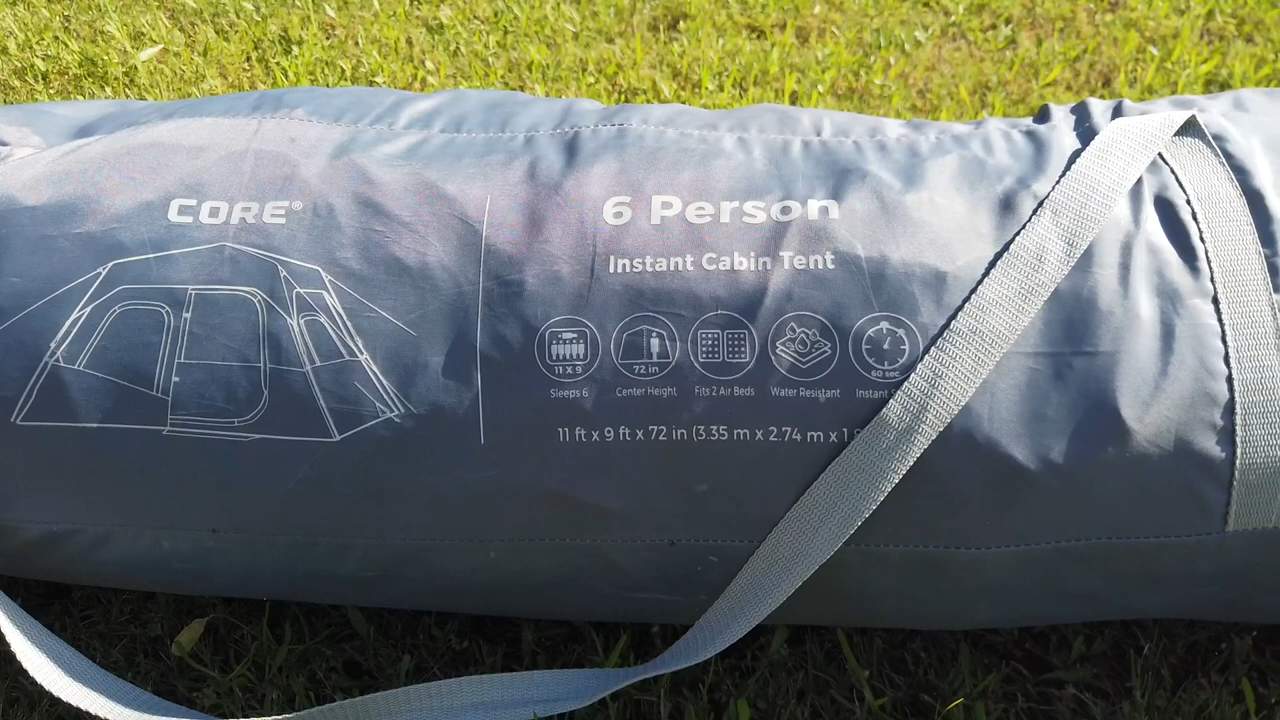 CORE®
6 Person
Instant Cabin Tent
11 X 9
72 in
60 sec
Sleeps 6
Center Height
Fits 2 Air Beds
Water Resistant
Instant
11 ft x 9 ft x 72 in (3.35 m x 2.74 m x